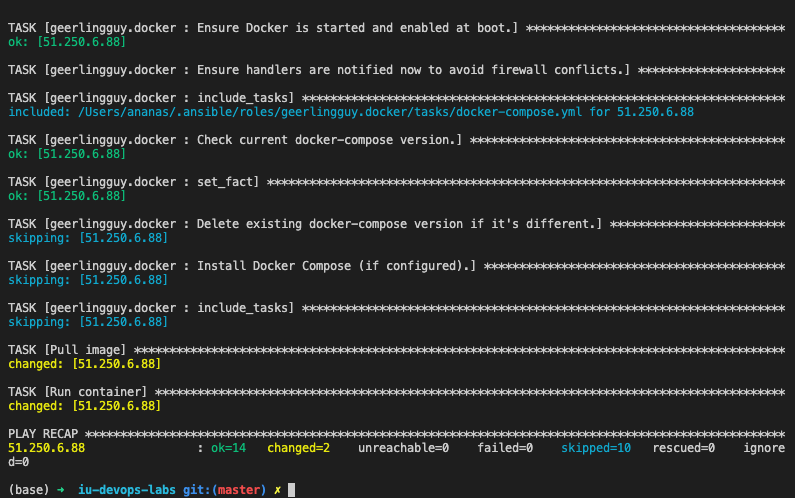 TASK [geerlingguy.docker : Ensure Docker is started and enabled at boot.] *************************************
ok: [51.250.6.88]
TASK [geerlingguy.docker : Ensure handlers are notified now to avoid firewall conflicts.] *********************
TASK [geerlingguy.docker : include_tasks] *********************************************************************
included: /Users/ananas/.ansible/roles/geerlingguy.docker/tasks/docker-compose.yml for 51.250.6.88
TASK [geerlingguy.docker : Check current docker-compose version.] *********************************************
ok: [51.250.6.88]
TASK [geerlingguy.docker : set_fact] **************************************************************************
ok: [51.250.6.88]
TASK [geerlingguy.docker : Delete existing docker-compose version if it's different.] *************************
skipping: [51.250.6.88]
TASK [geerlingguy.docker : Install Docker Compose (if configured).] *******************************************
skipping: [51.250.6.88]
TASK [geerlingguy.docker : include_tasks] *********************************************************************
skipping: [51.250.6.88]
TASK [Pull image] *********************************************************************************************
changed: [51.250.6.88]
TASK [Run container] ******************************************************************************************
changed: [51.250.6.88]
PLAY RECAP ****************************************************************************************************
51.250.6.88                : ok=14   changed=2    unreachable=0    failed=0    skipped=10   rescued=0    ignore
d=0
(base) ➜  iu-devops-labs git:(master) ✗